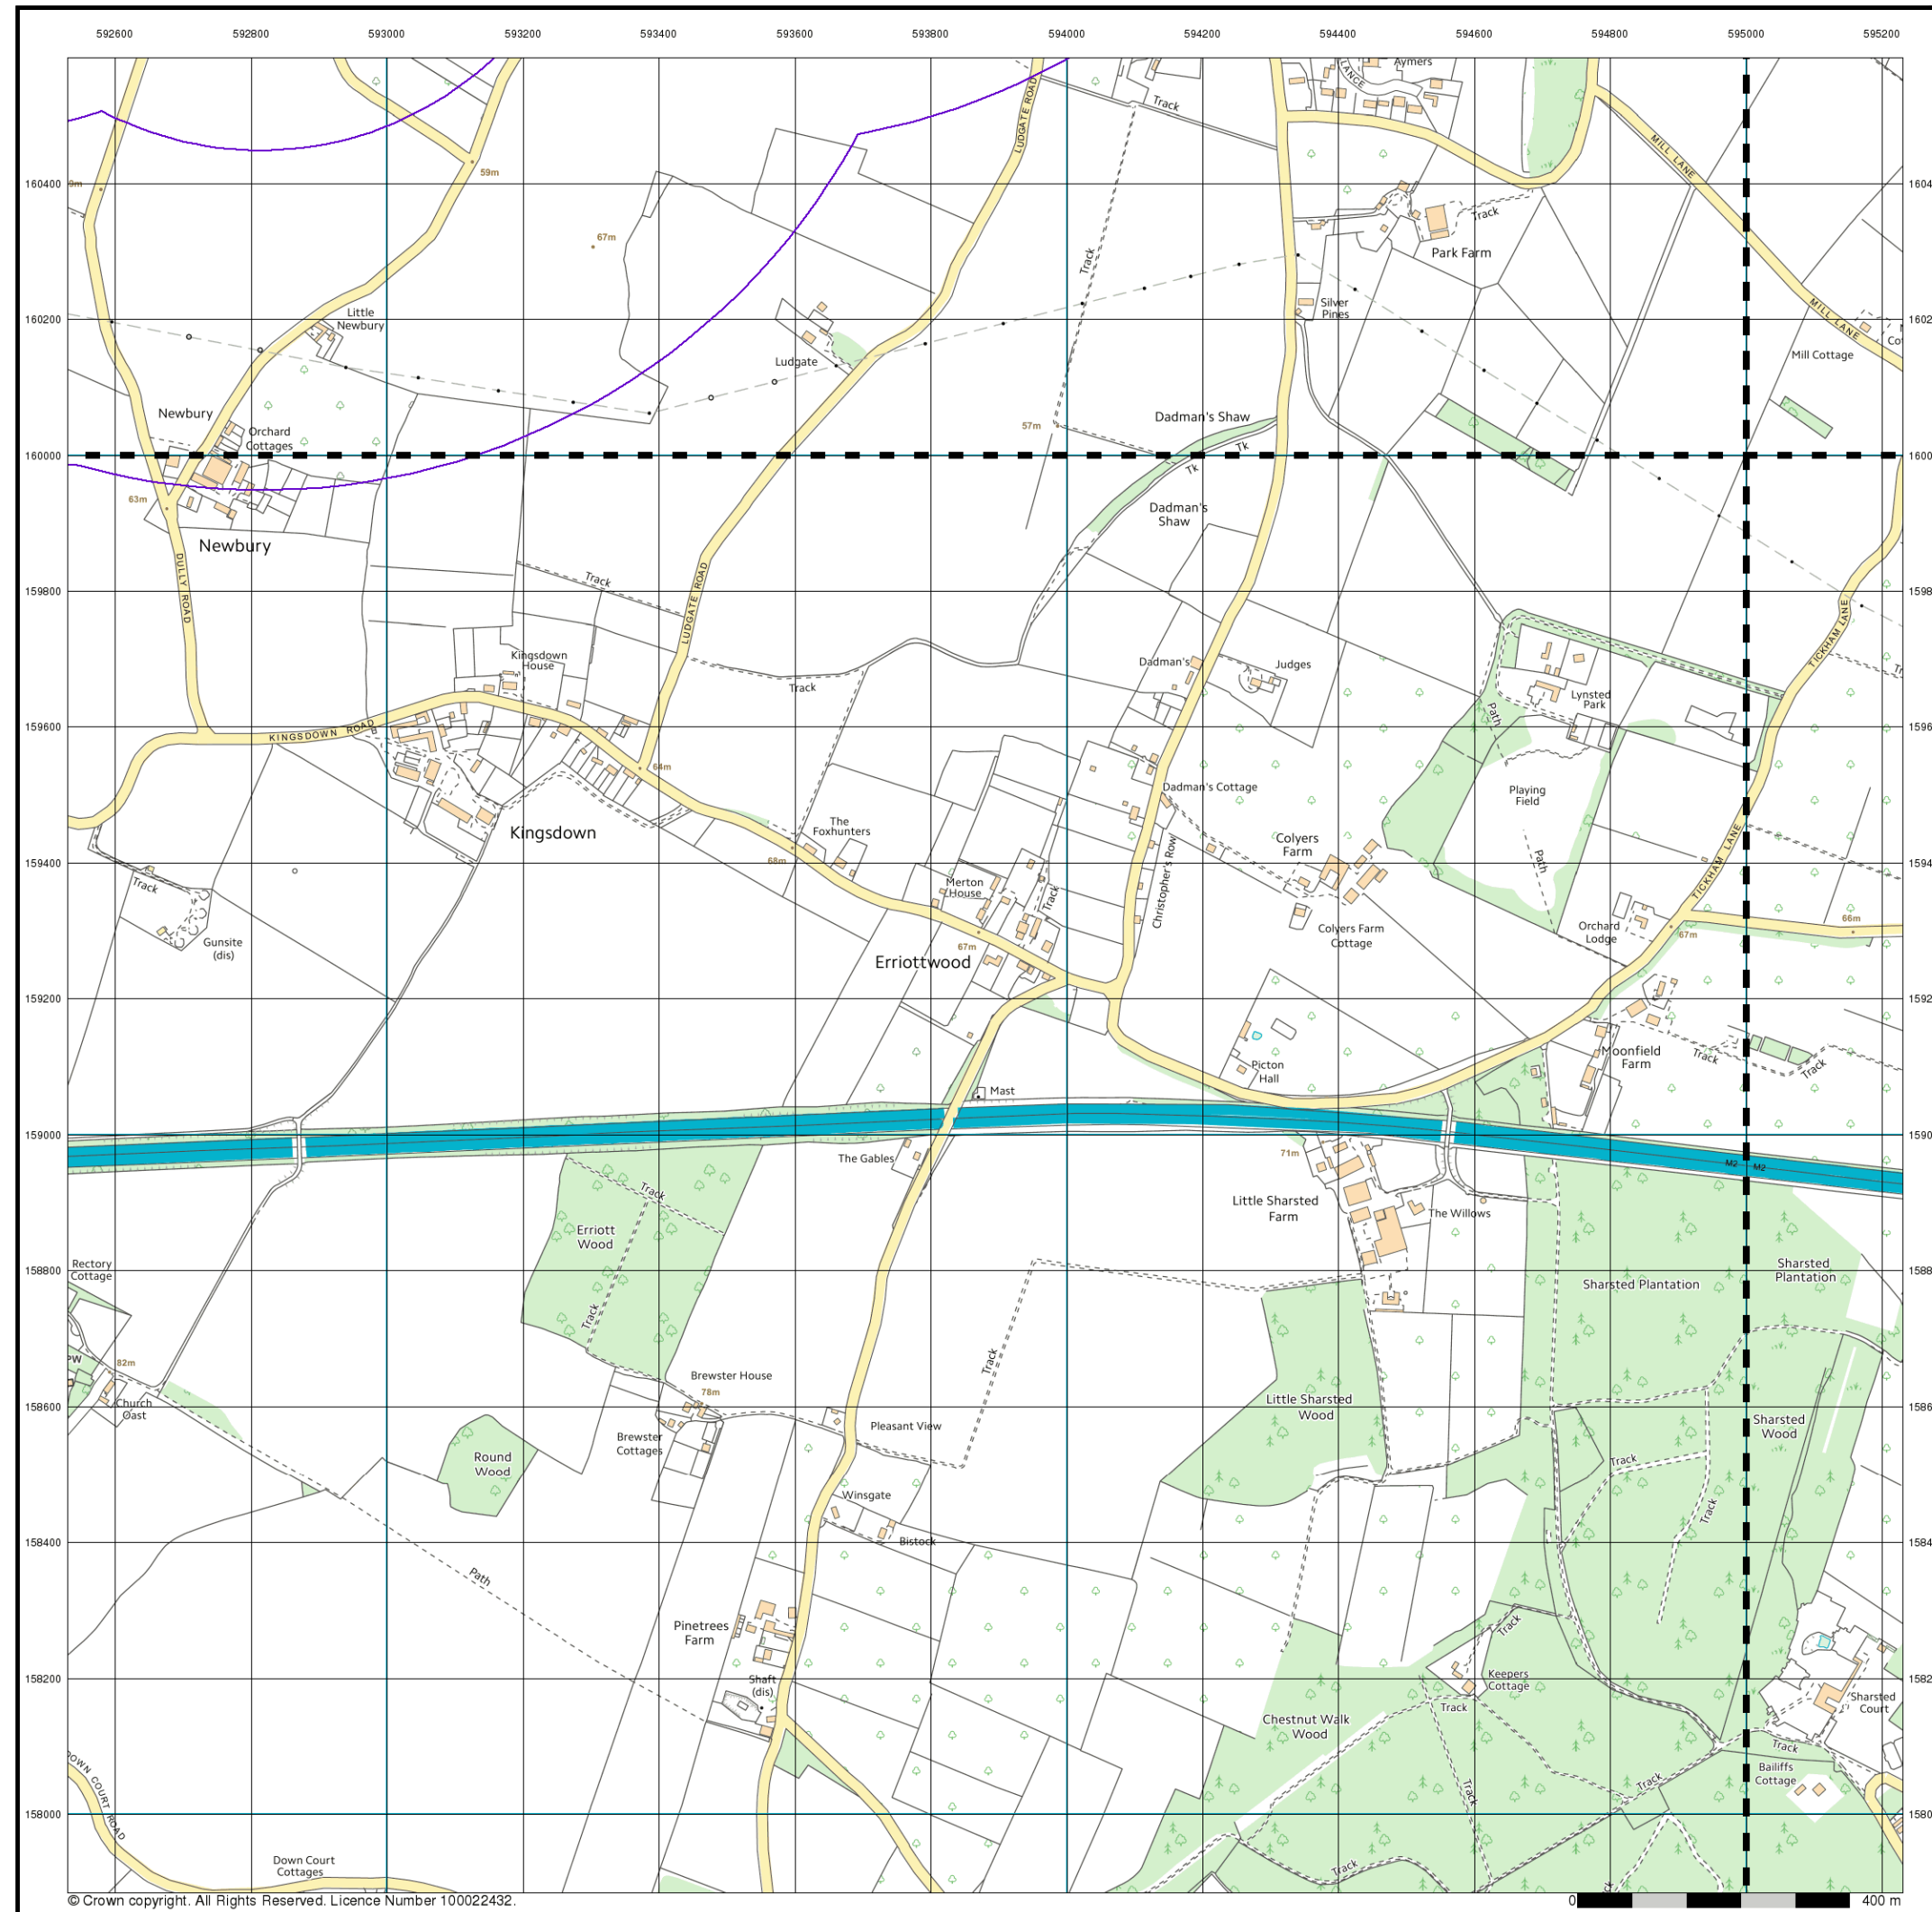 592600 592800 593000 593200 593400 593600 593800 594000 594200 594400 594600 594800 595000 595200
Aymers
LUDGATE ROAD
Track
MILL LANE
59m
160400
Track
67m
Park Farm
Track
Little
Newbury
Silver
Pines
160200
MILL LANE
Mill Cottage
Ludgate
Newbury
Dadman's Shaw
57m
Orchard
Cottages
Tk
160000
Tk
63m
Dadman's
Shaw
Newbury
DULLY ROAD
Track
LUDGATE ROAD
159800
TICKHAM LANE
Kingsdown
House
Dadman's
Judges
Track
Lynsted
Park
Path
159600
KINGSDOWN ROAD
64m
Dadman's Cottage
Playing
Field
The
Foxhunters
Kingsdown
Colyers
Farm
TICKHAM LANE
68m
159400
Path
Track
Merton
House
Track
Christopher's Row
66m
Gunsite
(dis)
67m
Colyers Farm
Cottage
Orchard
Lodge
67m
Erriottwood
159200
Moonfield
Farm
Track
Track
Picton
Hall
Mast
159000
The Gables
71m
M2 M2
Track
Little Sharsted
Farm
The Willows
Erriott
Wood
Rectory
Cottage
158800
Sharsted Plantation
Sharsted
Plantation
Track
Track
PW
82m
Brewster House
78m
Church
Oast
158600
Little Sharsted
Wood
Sharsted
Wood
Pleasant View
Brewster
Cottages
Round
Wood
Track
Winsgate
Track
Bistock
158400
Path
Pinetrees
Farm
Track
158200
Shaft
(dis)
Keepers
Cottage
Sharsted
Court
Track
Chestnut Walk
Wood
Track
Bailiffs
Cottage
DOWN COURT ROAD
Track
Track
158000
Down Court
Cottages
Track
© Crown copyright. All Rights Reserved. Licence Number 100022432.
0 400 m